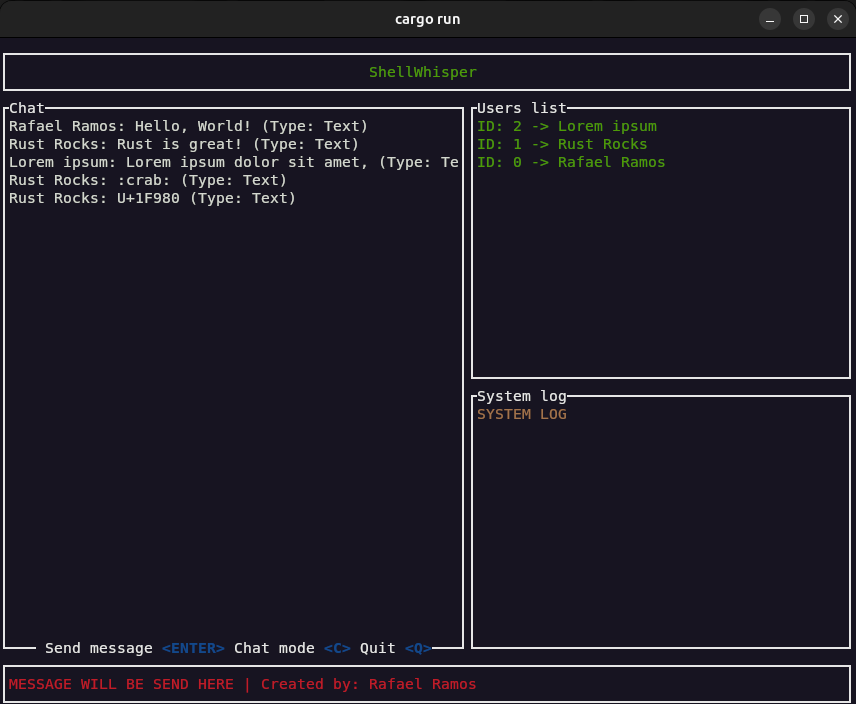 cargo run
ShellWhisper
Chat
Rafael Ramos: Hello, World! (Type: Text)
Rust Rocks: Rust is great! (Type: Text)
Lorem ipsum: Lorem ipsum dolor sit amet, (Type: Te
Rust Rocks: :crab: (Type: Text)
Rust Rocks: U+1F980 (Type: Text)
Send message <ENTER> Chat mode <C> Quit <Q>
Users list
ID: 2 -> Lorem ipsum
ID: 1 -> Rust Rocks
ID: 0 -> Rafael Ramos
System log
SYSTEM LOG
MESSAGE WILL BE SEND HERE | Created by: Rafael Ramos